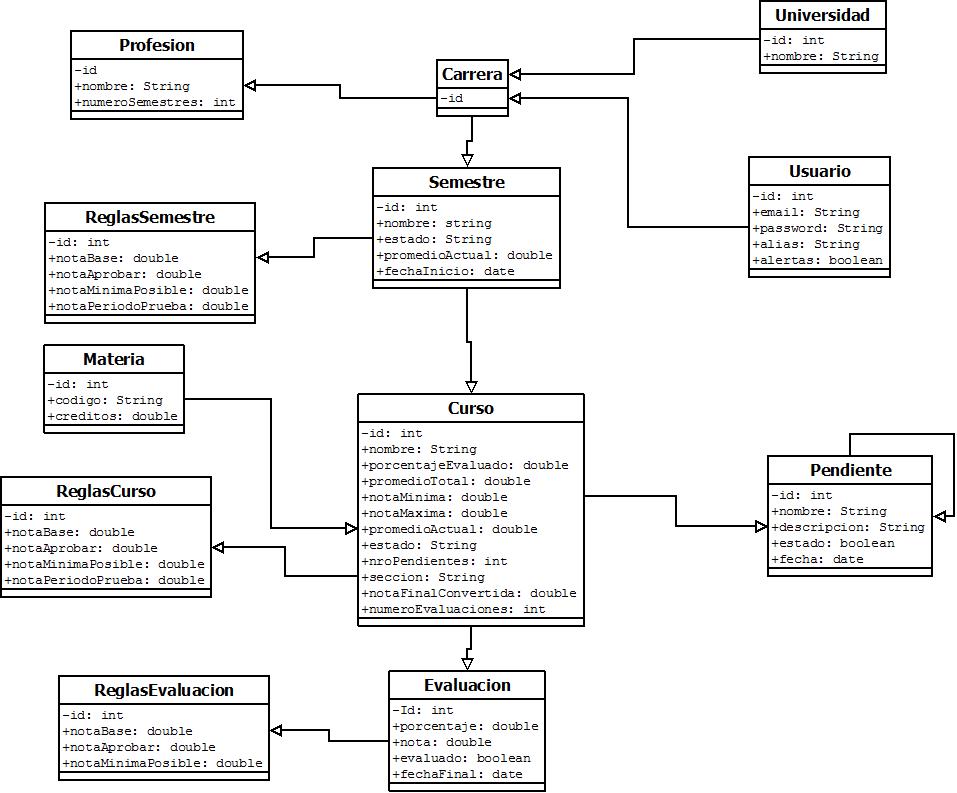 Universidad
-id: int
+nombre: String
Profesion
-id
+nombre: String
+numeroSemestres: int
Carrera
-id
Usuario
-id: int
+email: String
+password: String
+alias: String
+alertas: boolean
Semestre
-id: int
+nombre: string
+estado: String
+promedioActual: double
+fechaInicio: date
ReglasSemestre
-id: int
+notaBase: double
+notaAprobar: double
+notaMinimaPosible: double
+notaPeriodoPrueba: double
Materia
-id: int
+codigo: String
+creditos: double
Curso
-id: int
+nombre: String
+porcentajeEvaluado: double
+promedioTotal: double
+notaMinima: double
+notaMaxima: double
+promedioActual: double
+estado: String
+nroPendientes: int
+seccion: String
+notaFinalConvertida: double
+numeroEvaluaciones: int
Pendiente
-id: int
+nombre: String
+descripcion: String
+estado: boolean
+fecha: date
ReglasCurso
-id: int
+notaBase: double
+notaAprobar: double
+notaMinimaPosible: double
+notaPeriodoPrueba: double
Evaluacion
-Id: int
+porcentaje: double
+nota: double
+evaluado: boolean
+fechaFinal: date
ReglasEvaluacion
-id: int
+notaBase: double
+notaAprobar: double
+notaMinimaPosible: double